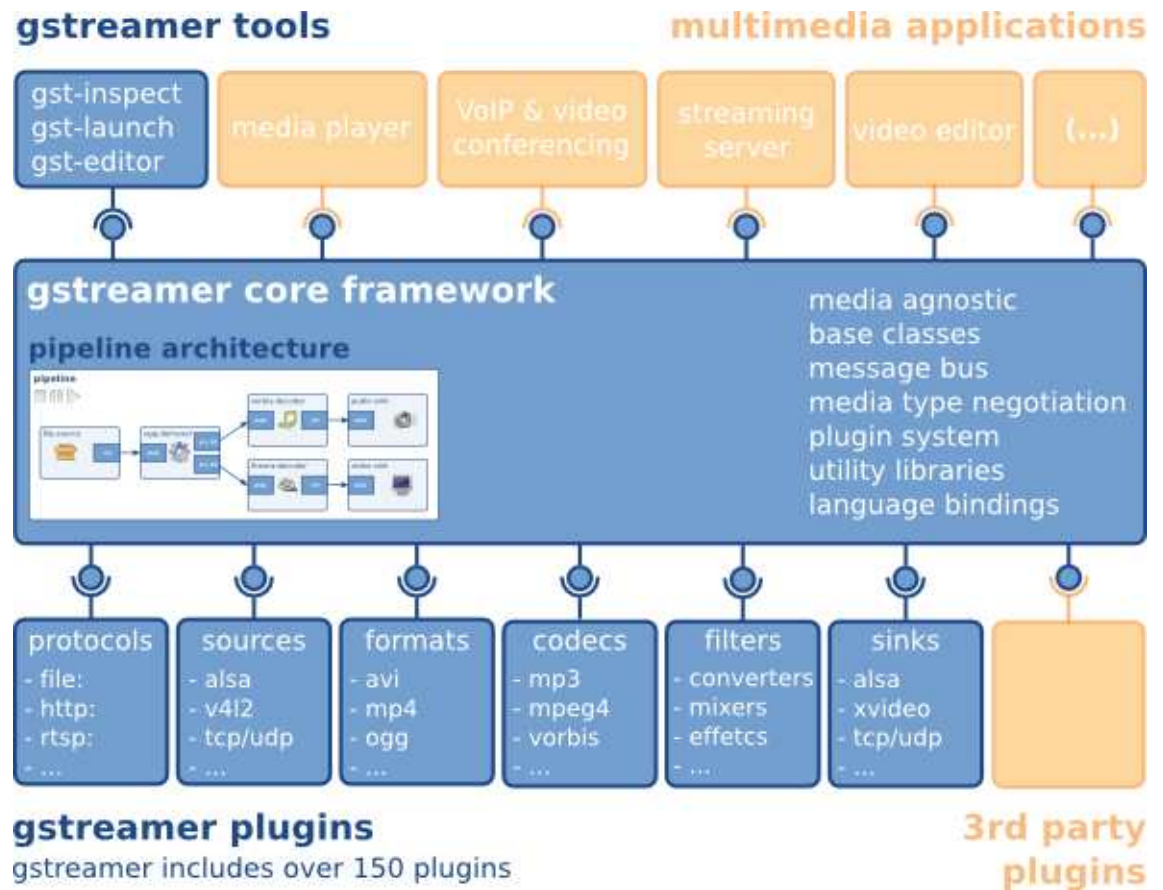 gstreamer tools
multimedia applications
gst-inspect
gst-launch
gst-editor
media player
VoIP & video
conferencing
streaming
server
video editor
(...)
gstreamer core framework
pipeline architecture
pipeline
media agnostic
base classes
message bus
media type negotiation
plugin system
utility libraries
language bindings
protocols
- file:
- http:
- rtsp:
- ...
sources
- alsa
- v4l2
- tcp/udp
- ...
formats
- avi
- mp4
- ogg
- ...
codecs
- mp3
- mpeg4
- vorbis
- ...
filters
- converters
- mixers
- effetcs
- ...
sinks
- alsa
- xvideo
- tcp/udp
- ...
gstreamer plugins
gstreamer includes over 150 plugins
3rd party
plugins